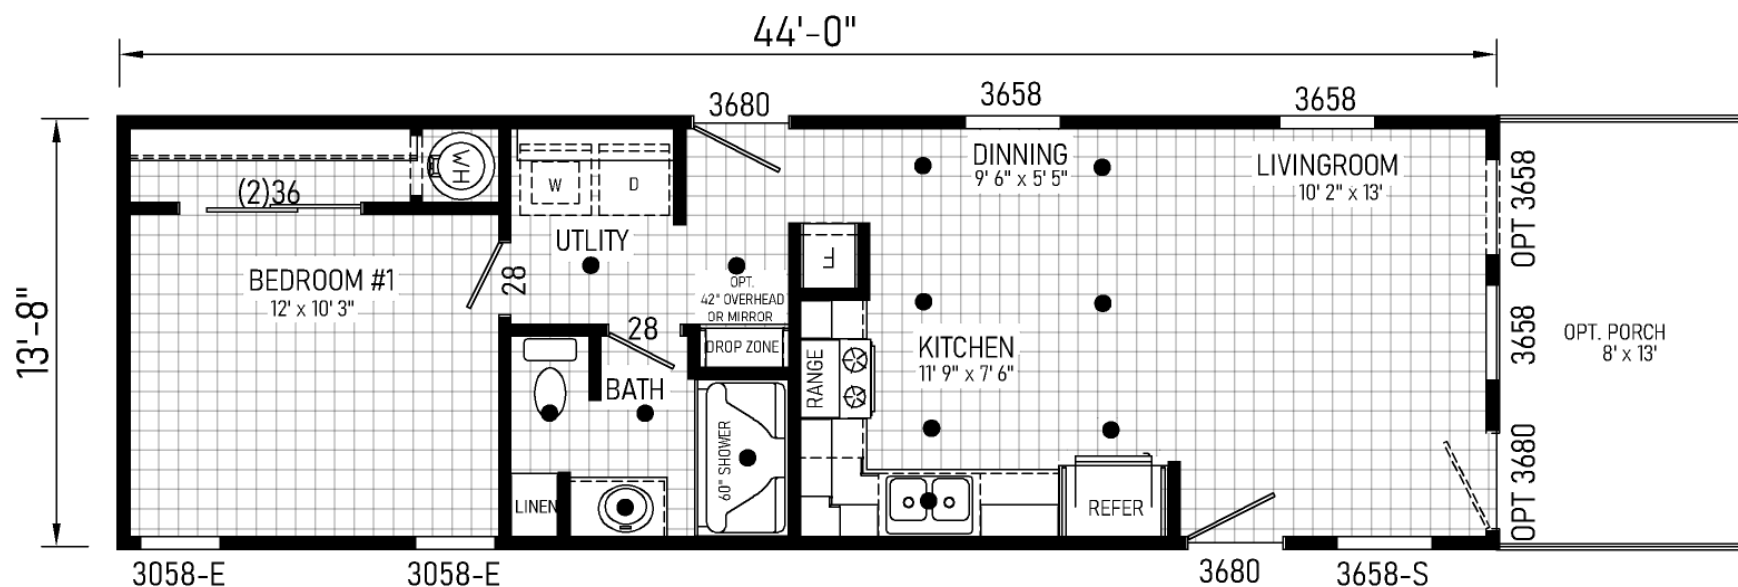 44'-0"
3680
3658
3658
13'-8"
WH
(2)36
W
D
UTLITY
BEDROOM #1
12' x 10' 3"
28
OPT.
42" OVERHEAD
OR MIRROR
28
DROP ZONE
BATH
60" SHOWER
LINEN
F
DINNING
9' 6" x 5' 5"
LIVINGROOM
10' 2" x 13'
KITCHEN
11' 9" x 7' 6"
RANGE
REFER
OPT 3658
3658
OPT 3680
OPT. PORCH
8' x 13'
3058-E
3058-E
3680
3658-S